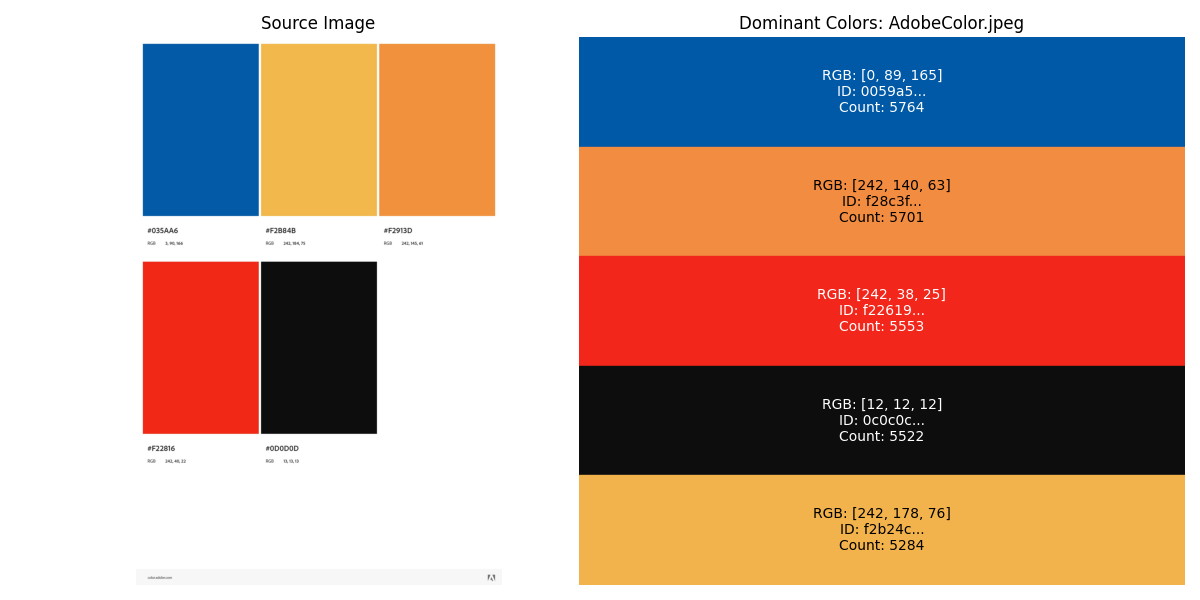 Source Image
#035AA6
RGB 3, 90, 166
#F2B84B
RGB 242, 184, 75
#F2913D
RGB 242, 145, 61
#F22816
RGB 242, 40, 22
#0D0D0D
RGB 13, 13, 13
color.adobe.com
Dominant Colors: AdobeColor.jpeg
RGB: [0, 89, 165]
ID: 0059a5...
Count: 5764
RGB: [242, 140, 63]
ID: f28c3f...
Count: 5701
RGB: [242, 38, 25]
ID: f22619...
Count: 5553
RGB: [12, 12, 12]
ID: 0c0c0c...
Count: 5522
RGB: [242, 178, 76]
ID: f2b24c...
Count: 5284